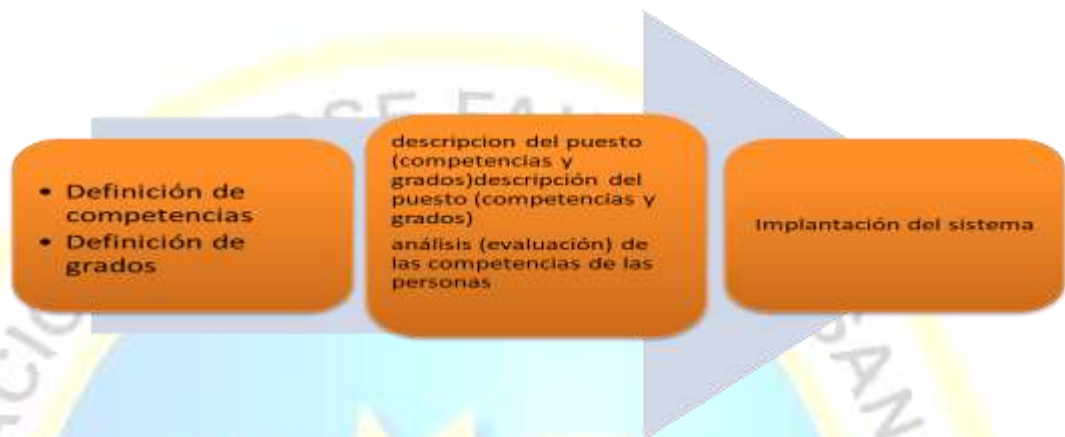 • Definición de
competencias
• Definición de
grados
descripcion del puesto
(competencias y
grados)descripción del
puesto (competencias y
grados)
análisis (evaluación) de
las competencias de las
personas
Implantación del sistema